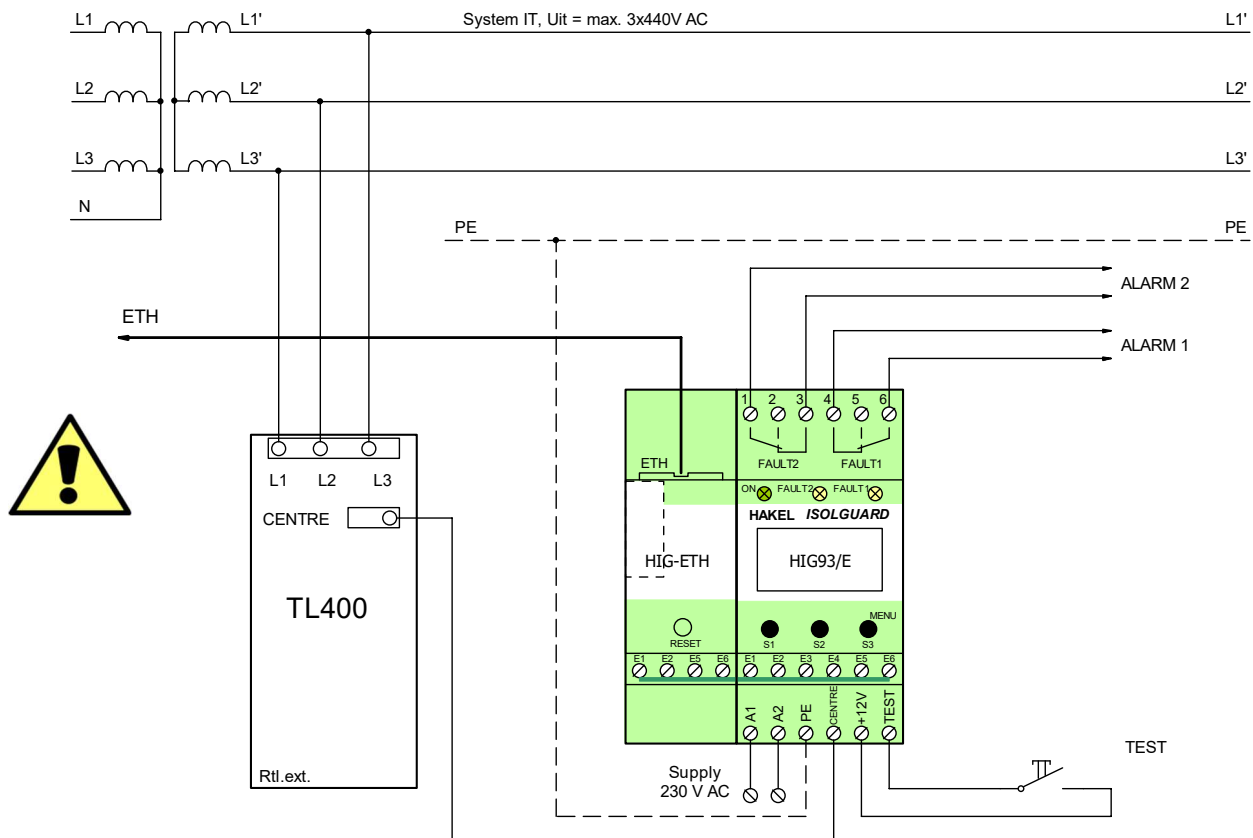 L1 L1' System IT, Uit = max. 3x440V AC L1'
L2 L2' L2'
L3 L3' L3'
N
PE PE
ALARM 2
ETH
ALARM 1
1 2 3 4 5 6
FAULT2 FAULT1
ETH
L1 L2 L3
ON FAULT2 FAULT1
HAKEL ISOLGUARD
CENTRE
HIG-ETH HIG93/E
TL400
MENU
RESET S1 S2 S3
E1 E2 E5 E6 E1 E2 E3 E4 E5 E6
A1 A2 PE CENTRE +12V TEST
TEST
Supply
230 V AC
Rtl.ext.